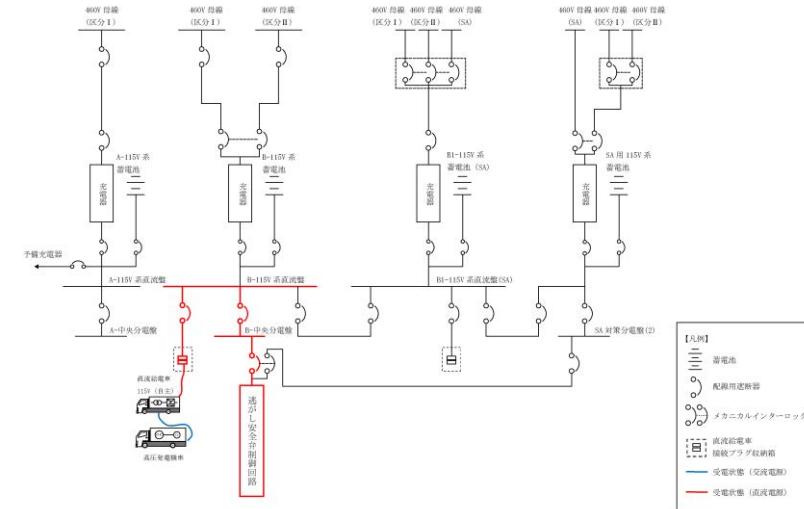 460V 母線
(区分Ⅰ)
460V 母線
(区分Ⅰ)
460V 母線
(区分Ⅱ)
460V 母線
(区分Ⅰ)
460V 母線
(区分Ⅱ)
460V 母線
(SA)
460V 母線
(SA)
460V 母線
(区分Ⅰ)
460V 母線
(区分Ⅱ)
A-115V 系
蓄電池
充電器
B-115V 系
蓄電池
充電器
B1-115V 系
蓄電池 (SA)
充電器
SA 用 115V 系
蓄電池
充電器
予備充電器
A-115V 系直流盤
B-115V 系直流盤
B1-115V 系直流盤(SA)
A-中央分電盤
B-中央分電盤
SA 対策分電盤(2)
直流給電車
115V (自主)
高圧発電機車
逃がし安全弁制御回路
【凡例】
蓄電池
配線用遮断器
メカニカルインターロック
直流給電車
接続プラグ収納箱
受電状態 (交流電源)
受電状態 (直流電源)